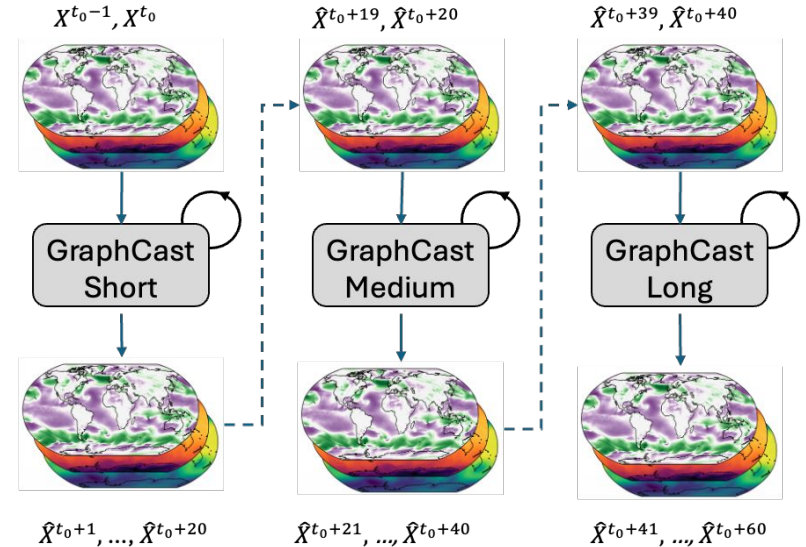 X^{t_0-1}, X^{t_0}
X̂^{t_0+19}, X̂^{t_0+20}
X̂^{t_0+39}, X̂^{t_0+40}
GraphCast
Short
GraphCast
Medium
GraphCast
Long
X̂^{t_0+1}, ..., X̂^{t_0+20}
X̂^{t_0+21}, ..., X̂^{t_0+40}
X̂^{t_0+41}, ..., X̂^{t_0+60}